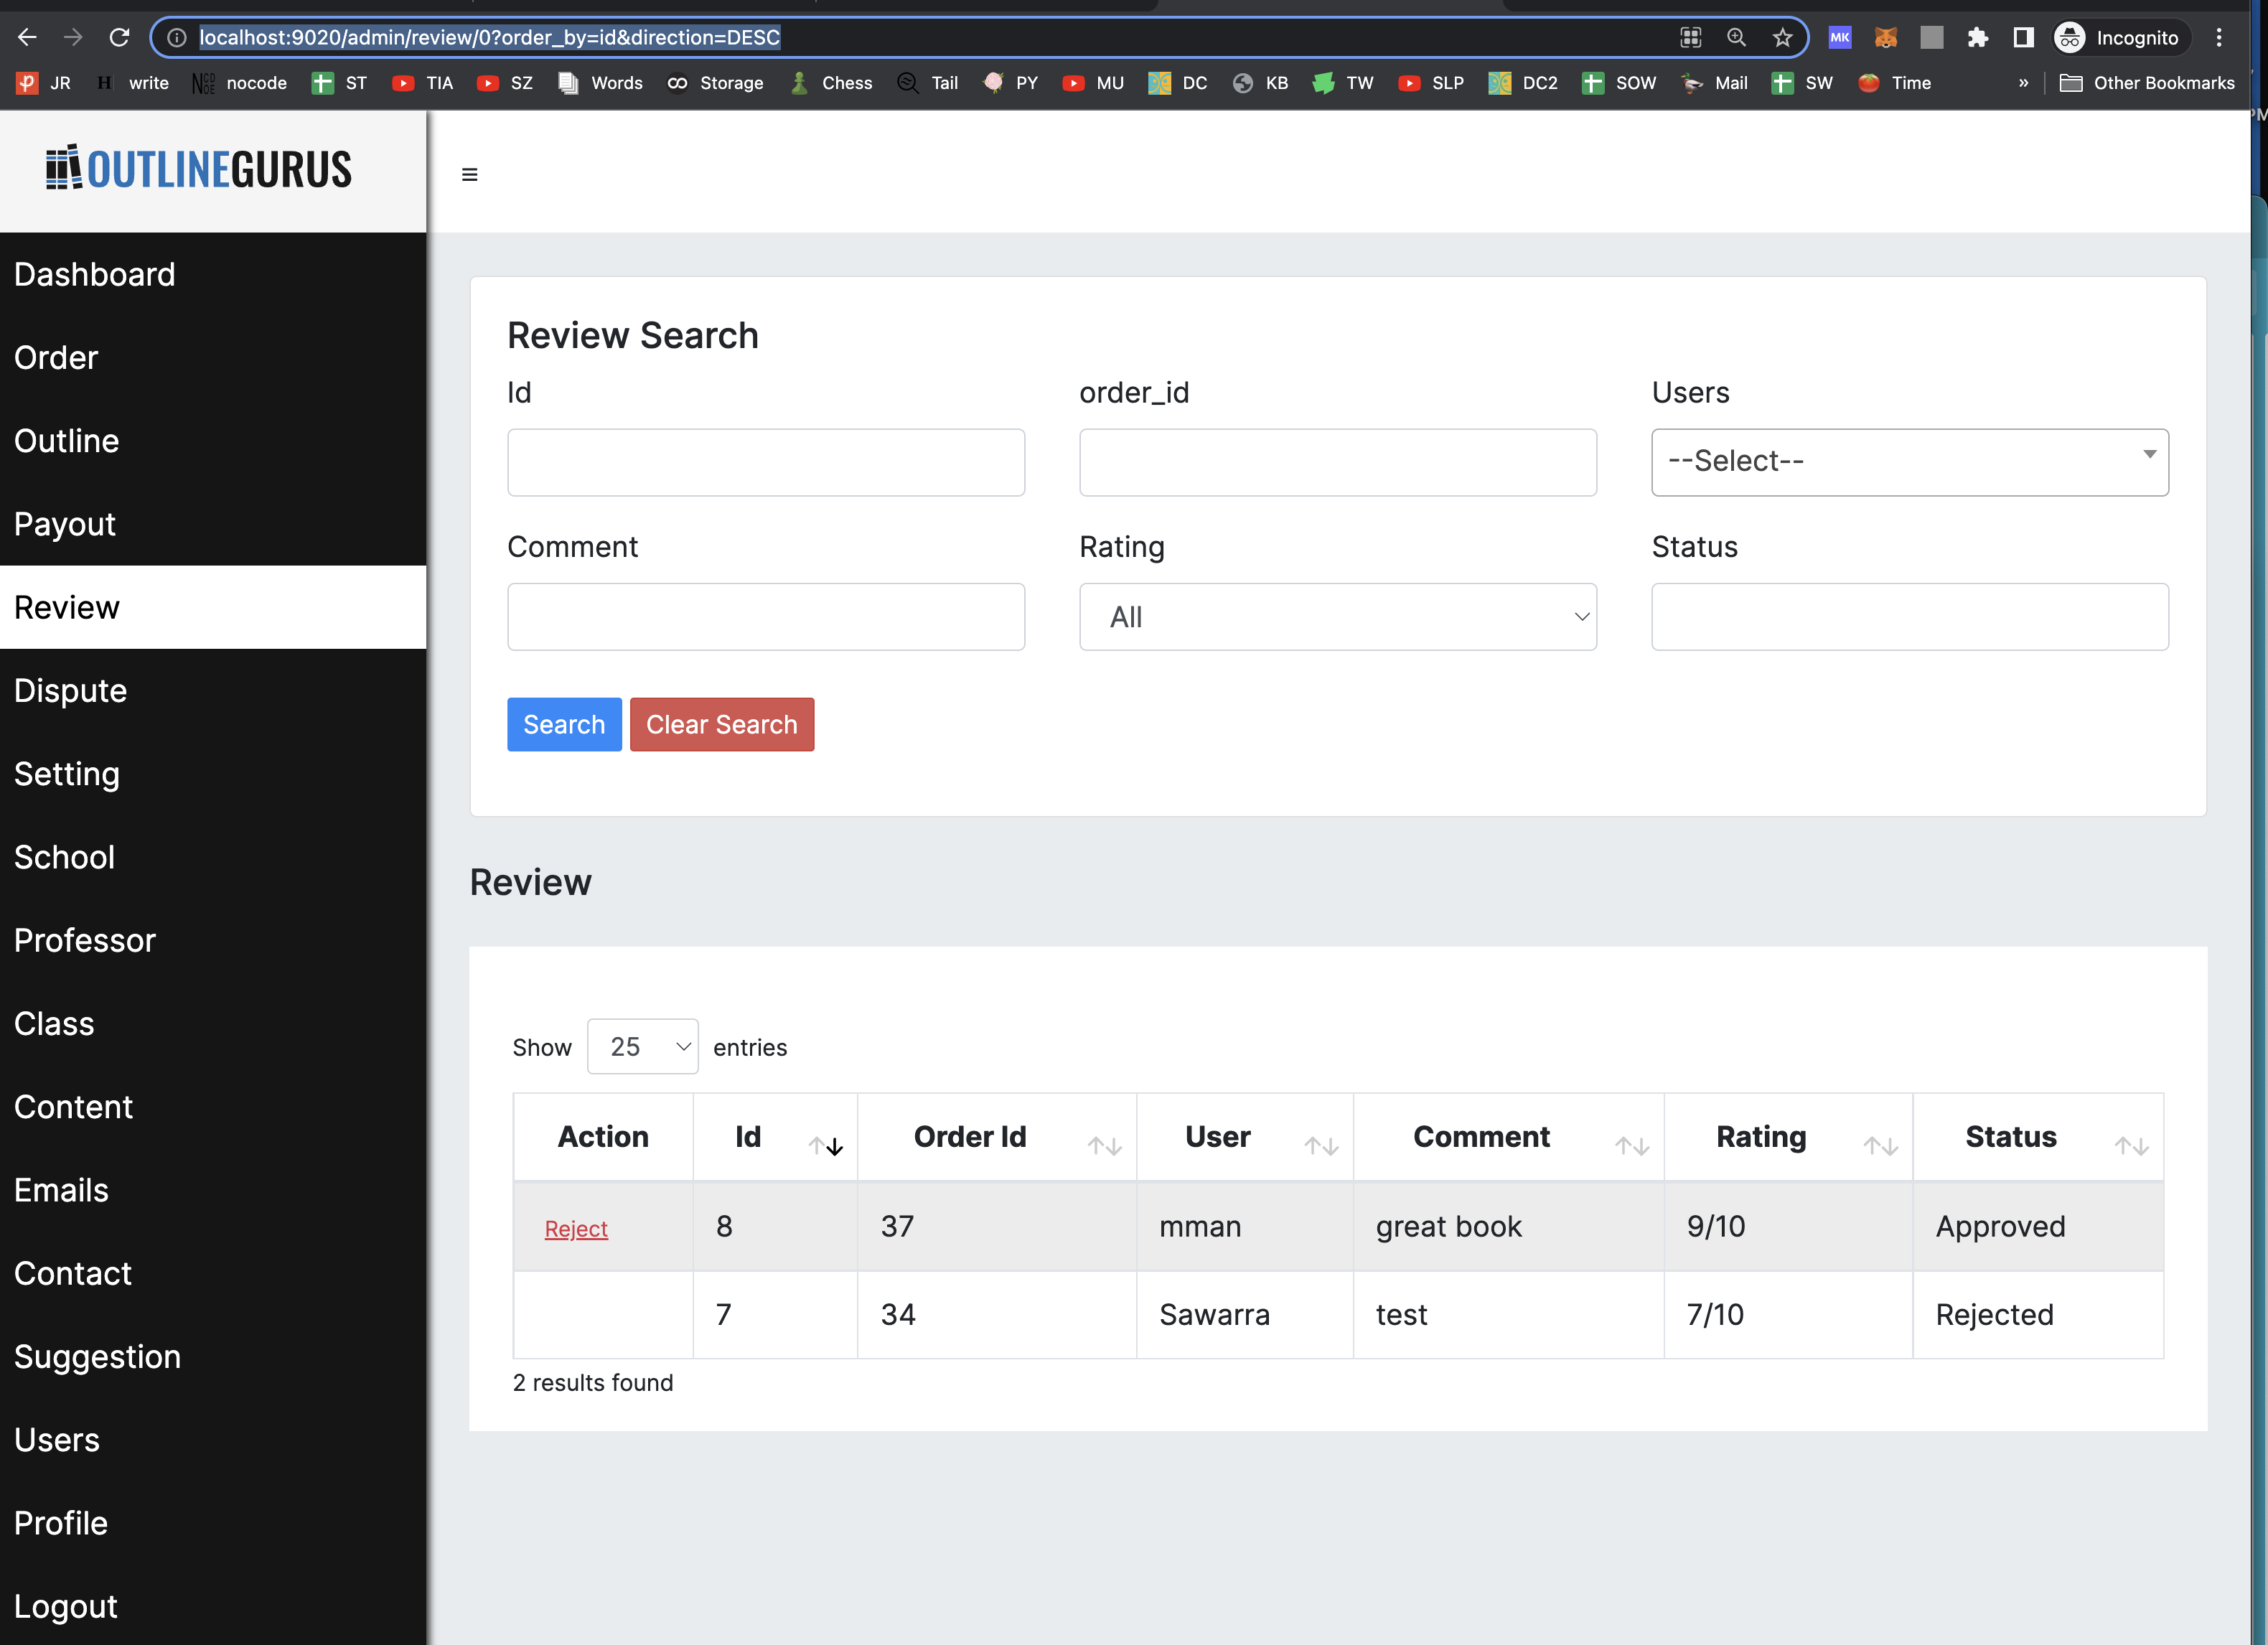 localhost:9020/admin/review/0?order_by=id&direction=DESC
MK
Incognito
JR
H write
nocode
ST
TIA
SZ
Words
Storage
Chess
Tail
PY
MU
DC
KB
TW
SLP
DC2
SOW
Mail
SW
Time
»
Other Bookmarks
PM
OUTLINEGURUS
Dashboard
Order
Outline
Payout
Review
Dispute
Setting
School
Professor
Class
Content
Emails
Contact
Suggestion
Users
Profile
Logout
Review Search
Id order_id Users
--Select--
Comment Rating Status
All
Search Clear Search
Review
Show 25 entries
Action Id Order Id User Comment Rating Status
Reject 8 37 mman great book 9/10 Approved
7 34 Sawarra test 7/10 Rejected
2 results found